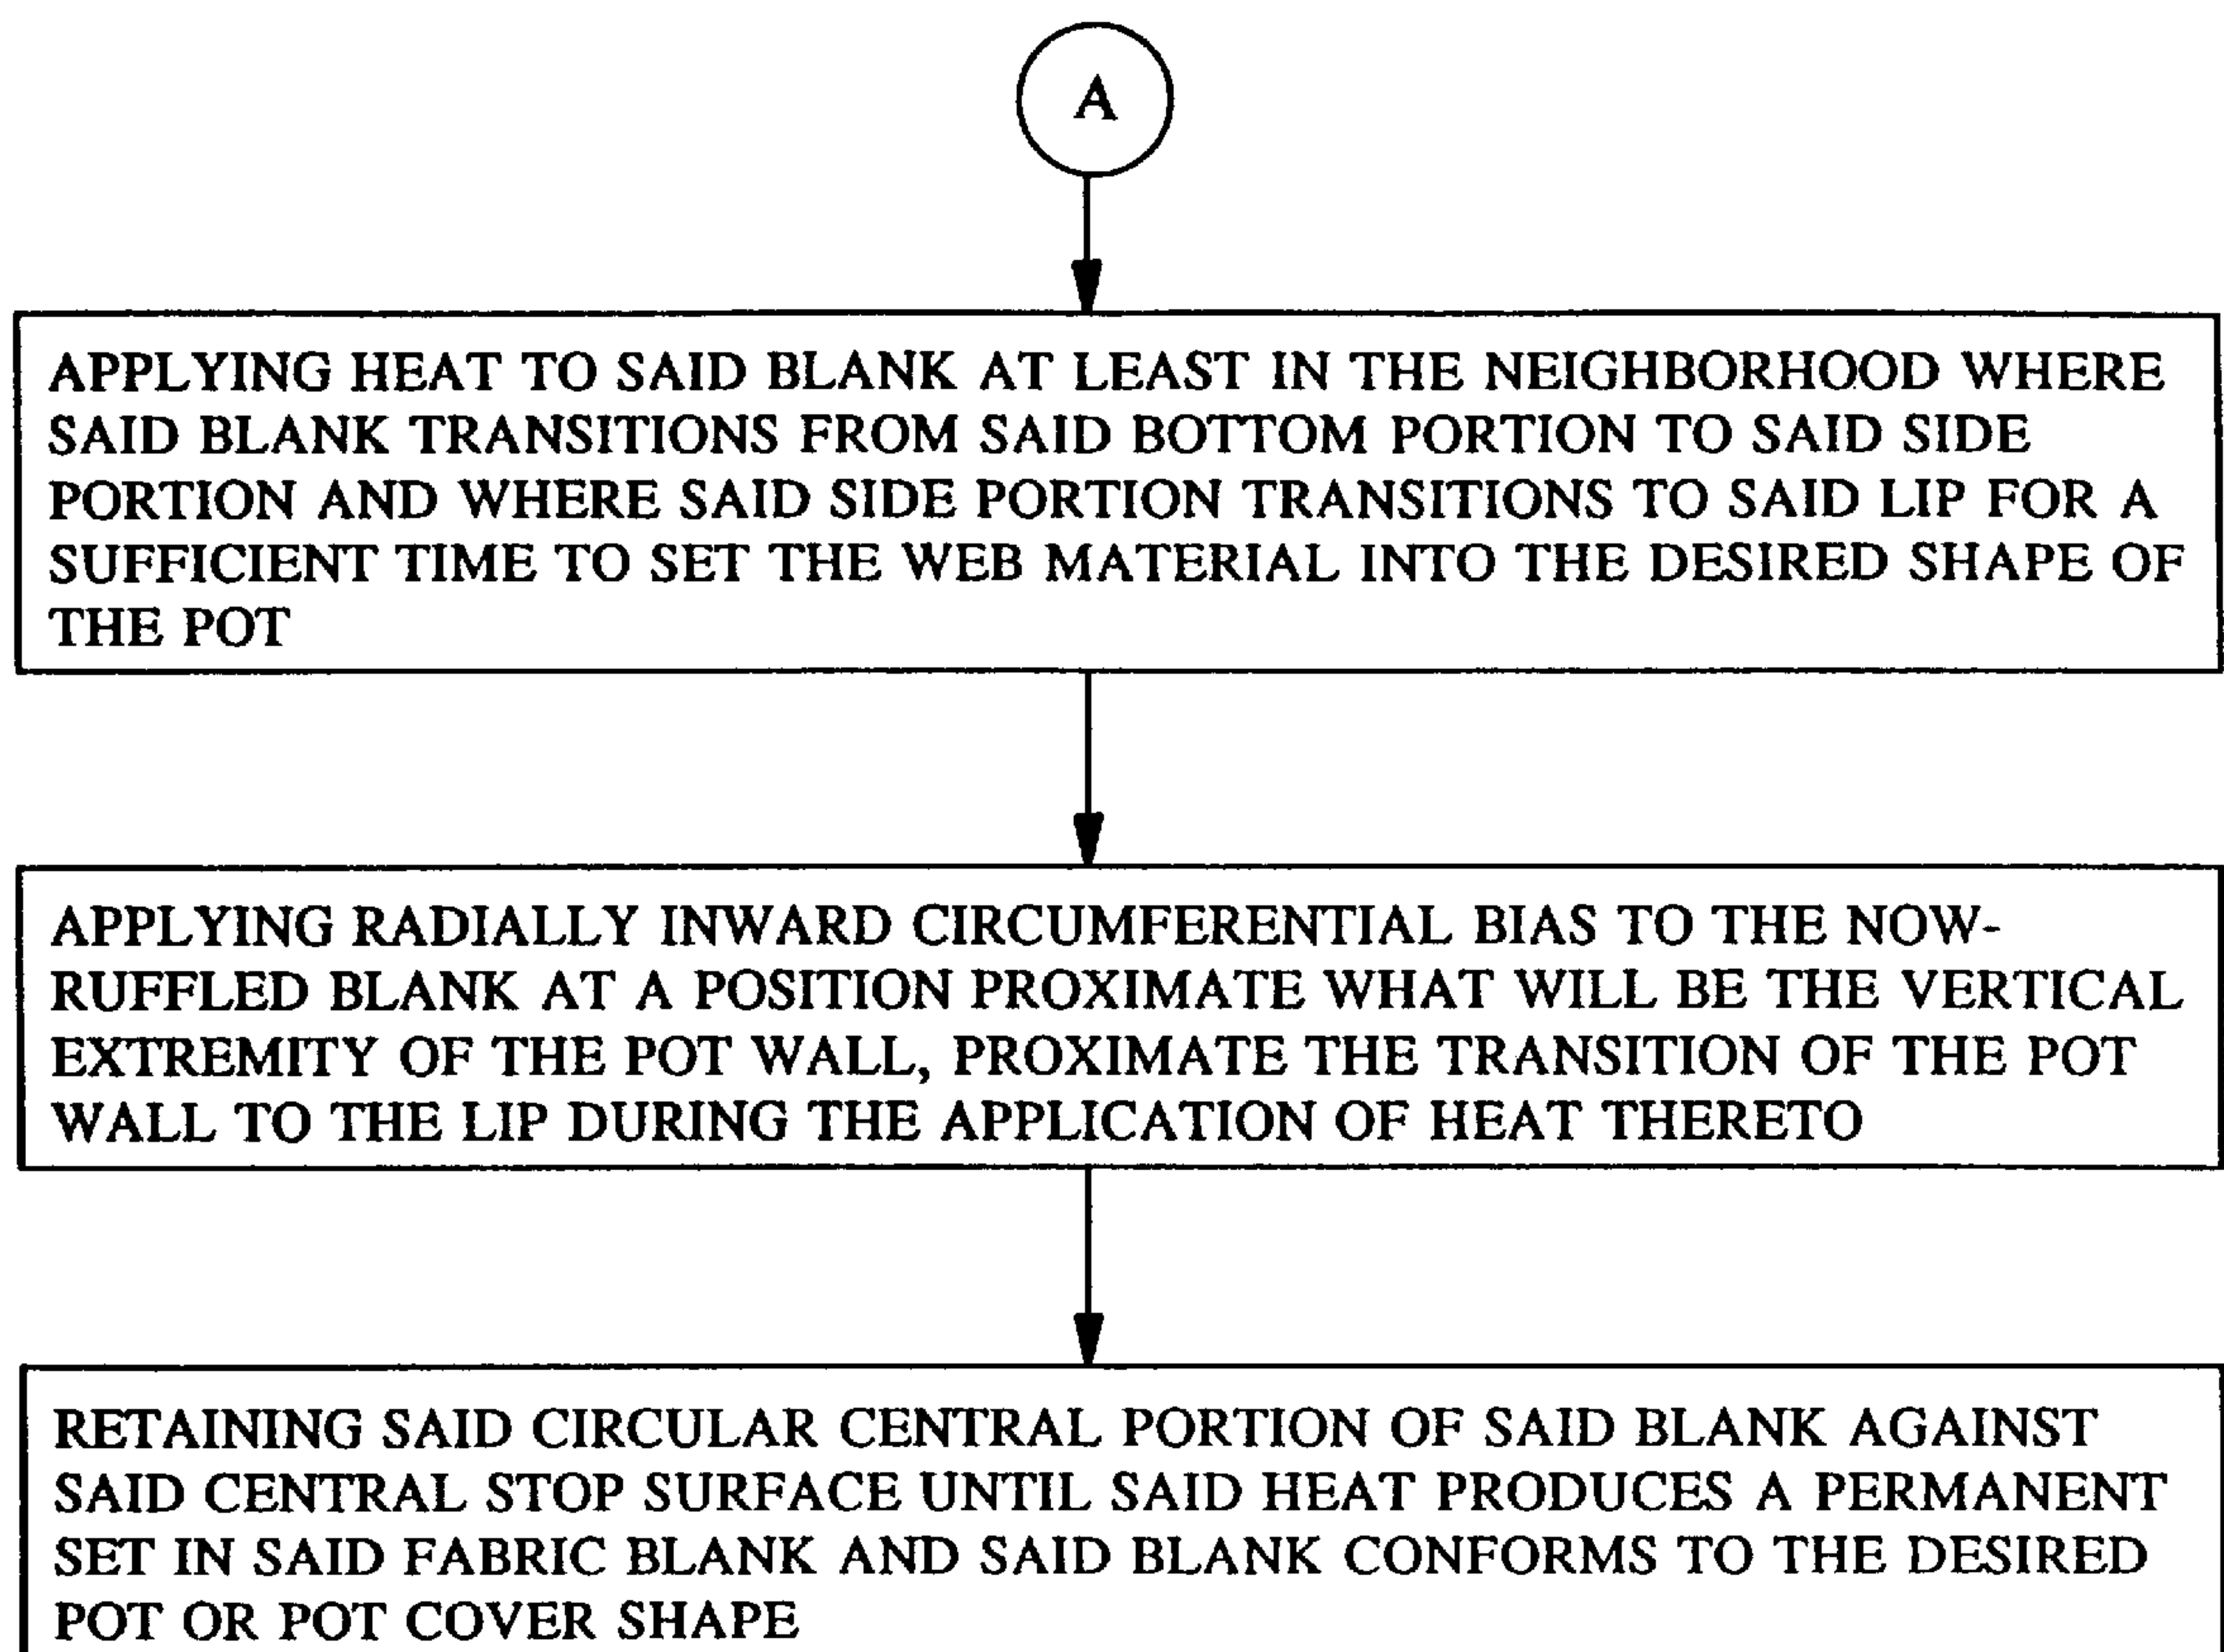 A
APPLYING HEAT TO SAID BLANK AT LEAST IN THE NEIGHBORHOOD WHERE
SAID BLANK TRANSITIONS FROM SAID BOTTOM PORTION TO SAID SIDE
PORTION AND WHERE SAID SIDE PORTION TRANSITIONS TO SAID LIP FOR A
SUFFICIENT TIME TO SET THE WEB MATERIAL INTO THE DESIRED SHAPE OF
THE POT
APPLYING RADIALLY INWARD CIRCUMFERENTIAL BIAS TO THE NOW-
RUFFLED BLANK AT A POSITION PROXIMATE WHAT WILL BE THE VERTICAL
EXTREMITY OF THE POT WALL, PROXIMATE THE TRANSITION OF THE POT
WALL TO THE LIP DURING THE APPLICATION OF HEAT THERETO
RETAINING SAID CIRCULAR CENTRAL PORTION OF SAID BLANK AGAINST
SAID CENTRAL STOP SURFACE UNTIL SAID HEAT PRODUCES A PERMANENT
SET IN SAID FABRIC BLANK AND SAID BLANK CONFORMS TO THE DESIRED
POT OR POT COVER SHAPE